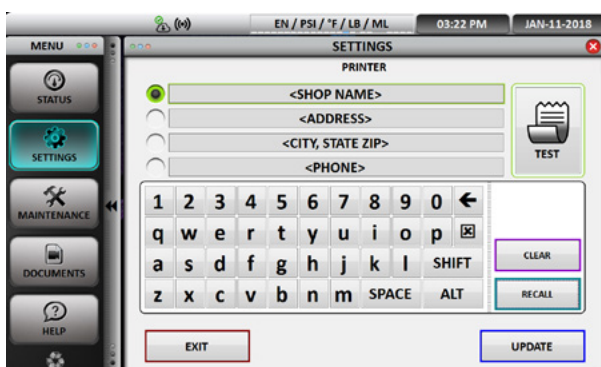 EN / PSI / °F / LB / ML 03:22 PM JAN-11-2018
MENU SETTINGS
PRINTER
STATUS
SETTINGS
MAINTENANCE
DOCUMENTS
HELP
<SHOP NAME>
<ADDRESS>
<CITY, STATE ZIP>
<PHONE>
TEST
1 2 3 4 5 6 7 8 9 0 ←
q w e r t y u i o p
a s d f g h j k l SHIFT
z x c v b n m SPACE ALT
CLEAR
RECALL
EXIT UPDATE